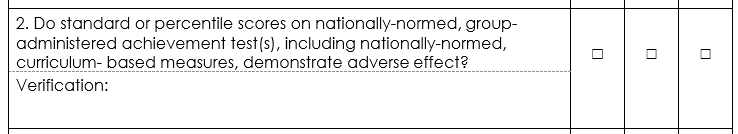 2. Do standard or percentile scores on nationally-normed, group-
administered achievement test(s), including nationally-normed,
curriculum- based measures, demonstrate adverse effect?
☐ ☐ ☐
Verification: